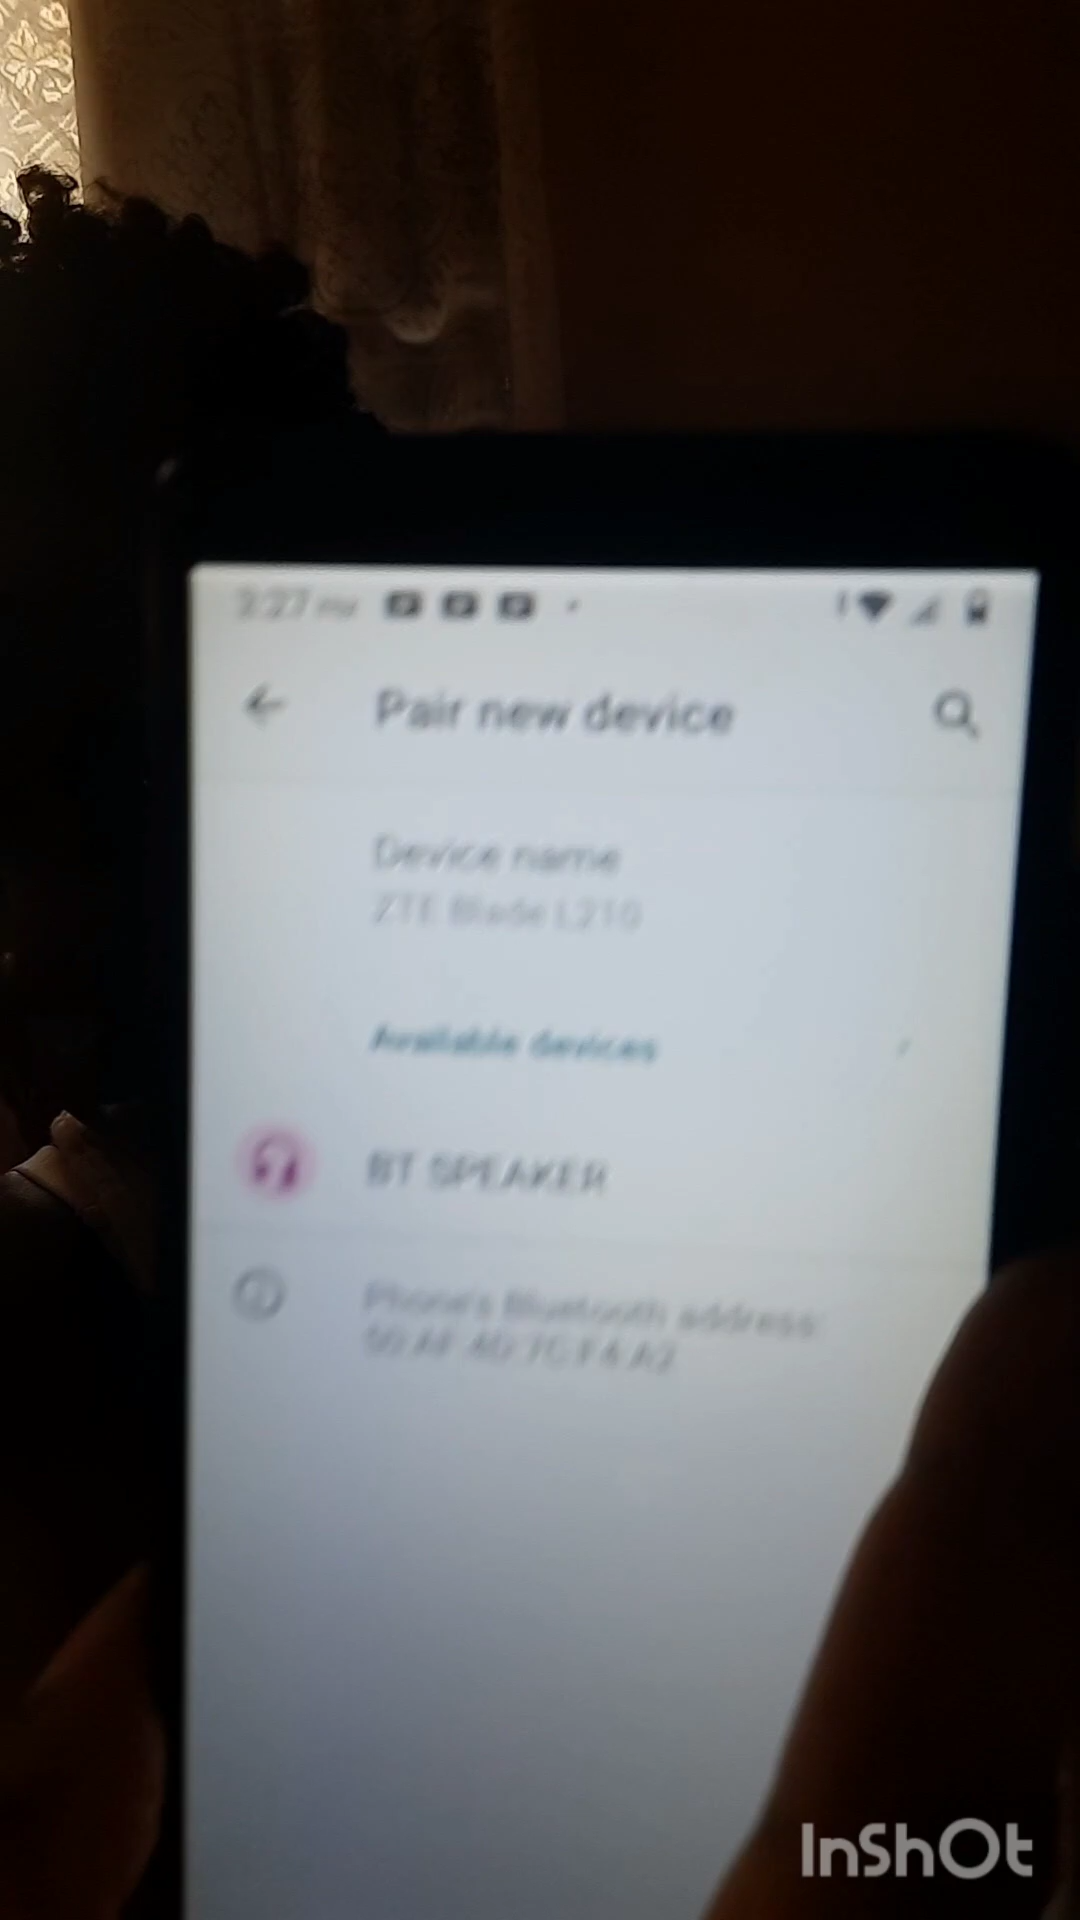 Pair new device
Device name
ZTE Blade L210
Available devices
BT SPEAKER
Phone's Bluetooth address:
InShOt